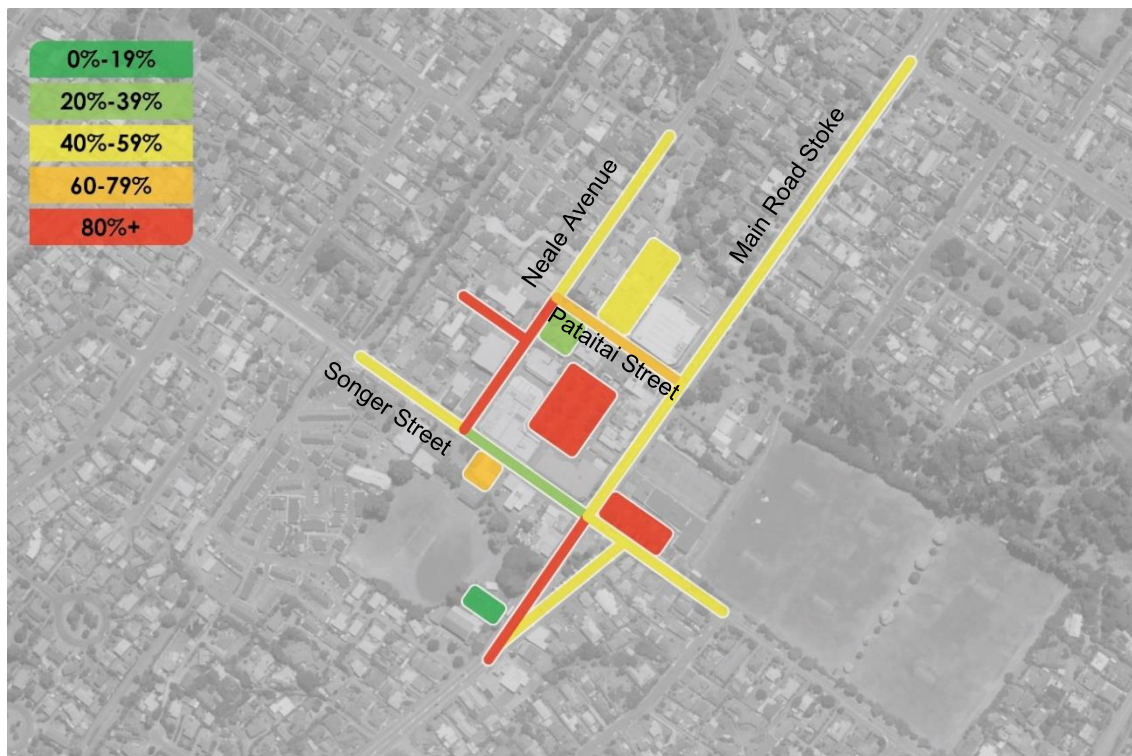 0%-19%
20%-39%
40%-59%
60-79%
80%+
Neale Avenue
Main Road Stoke
Pataitai Street
Songer Street